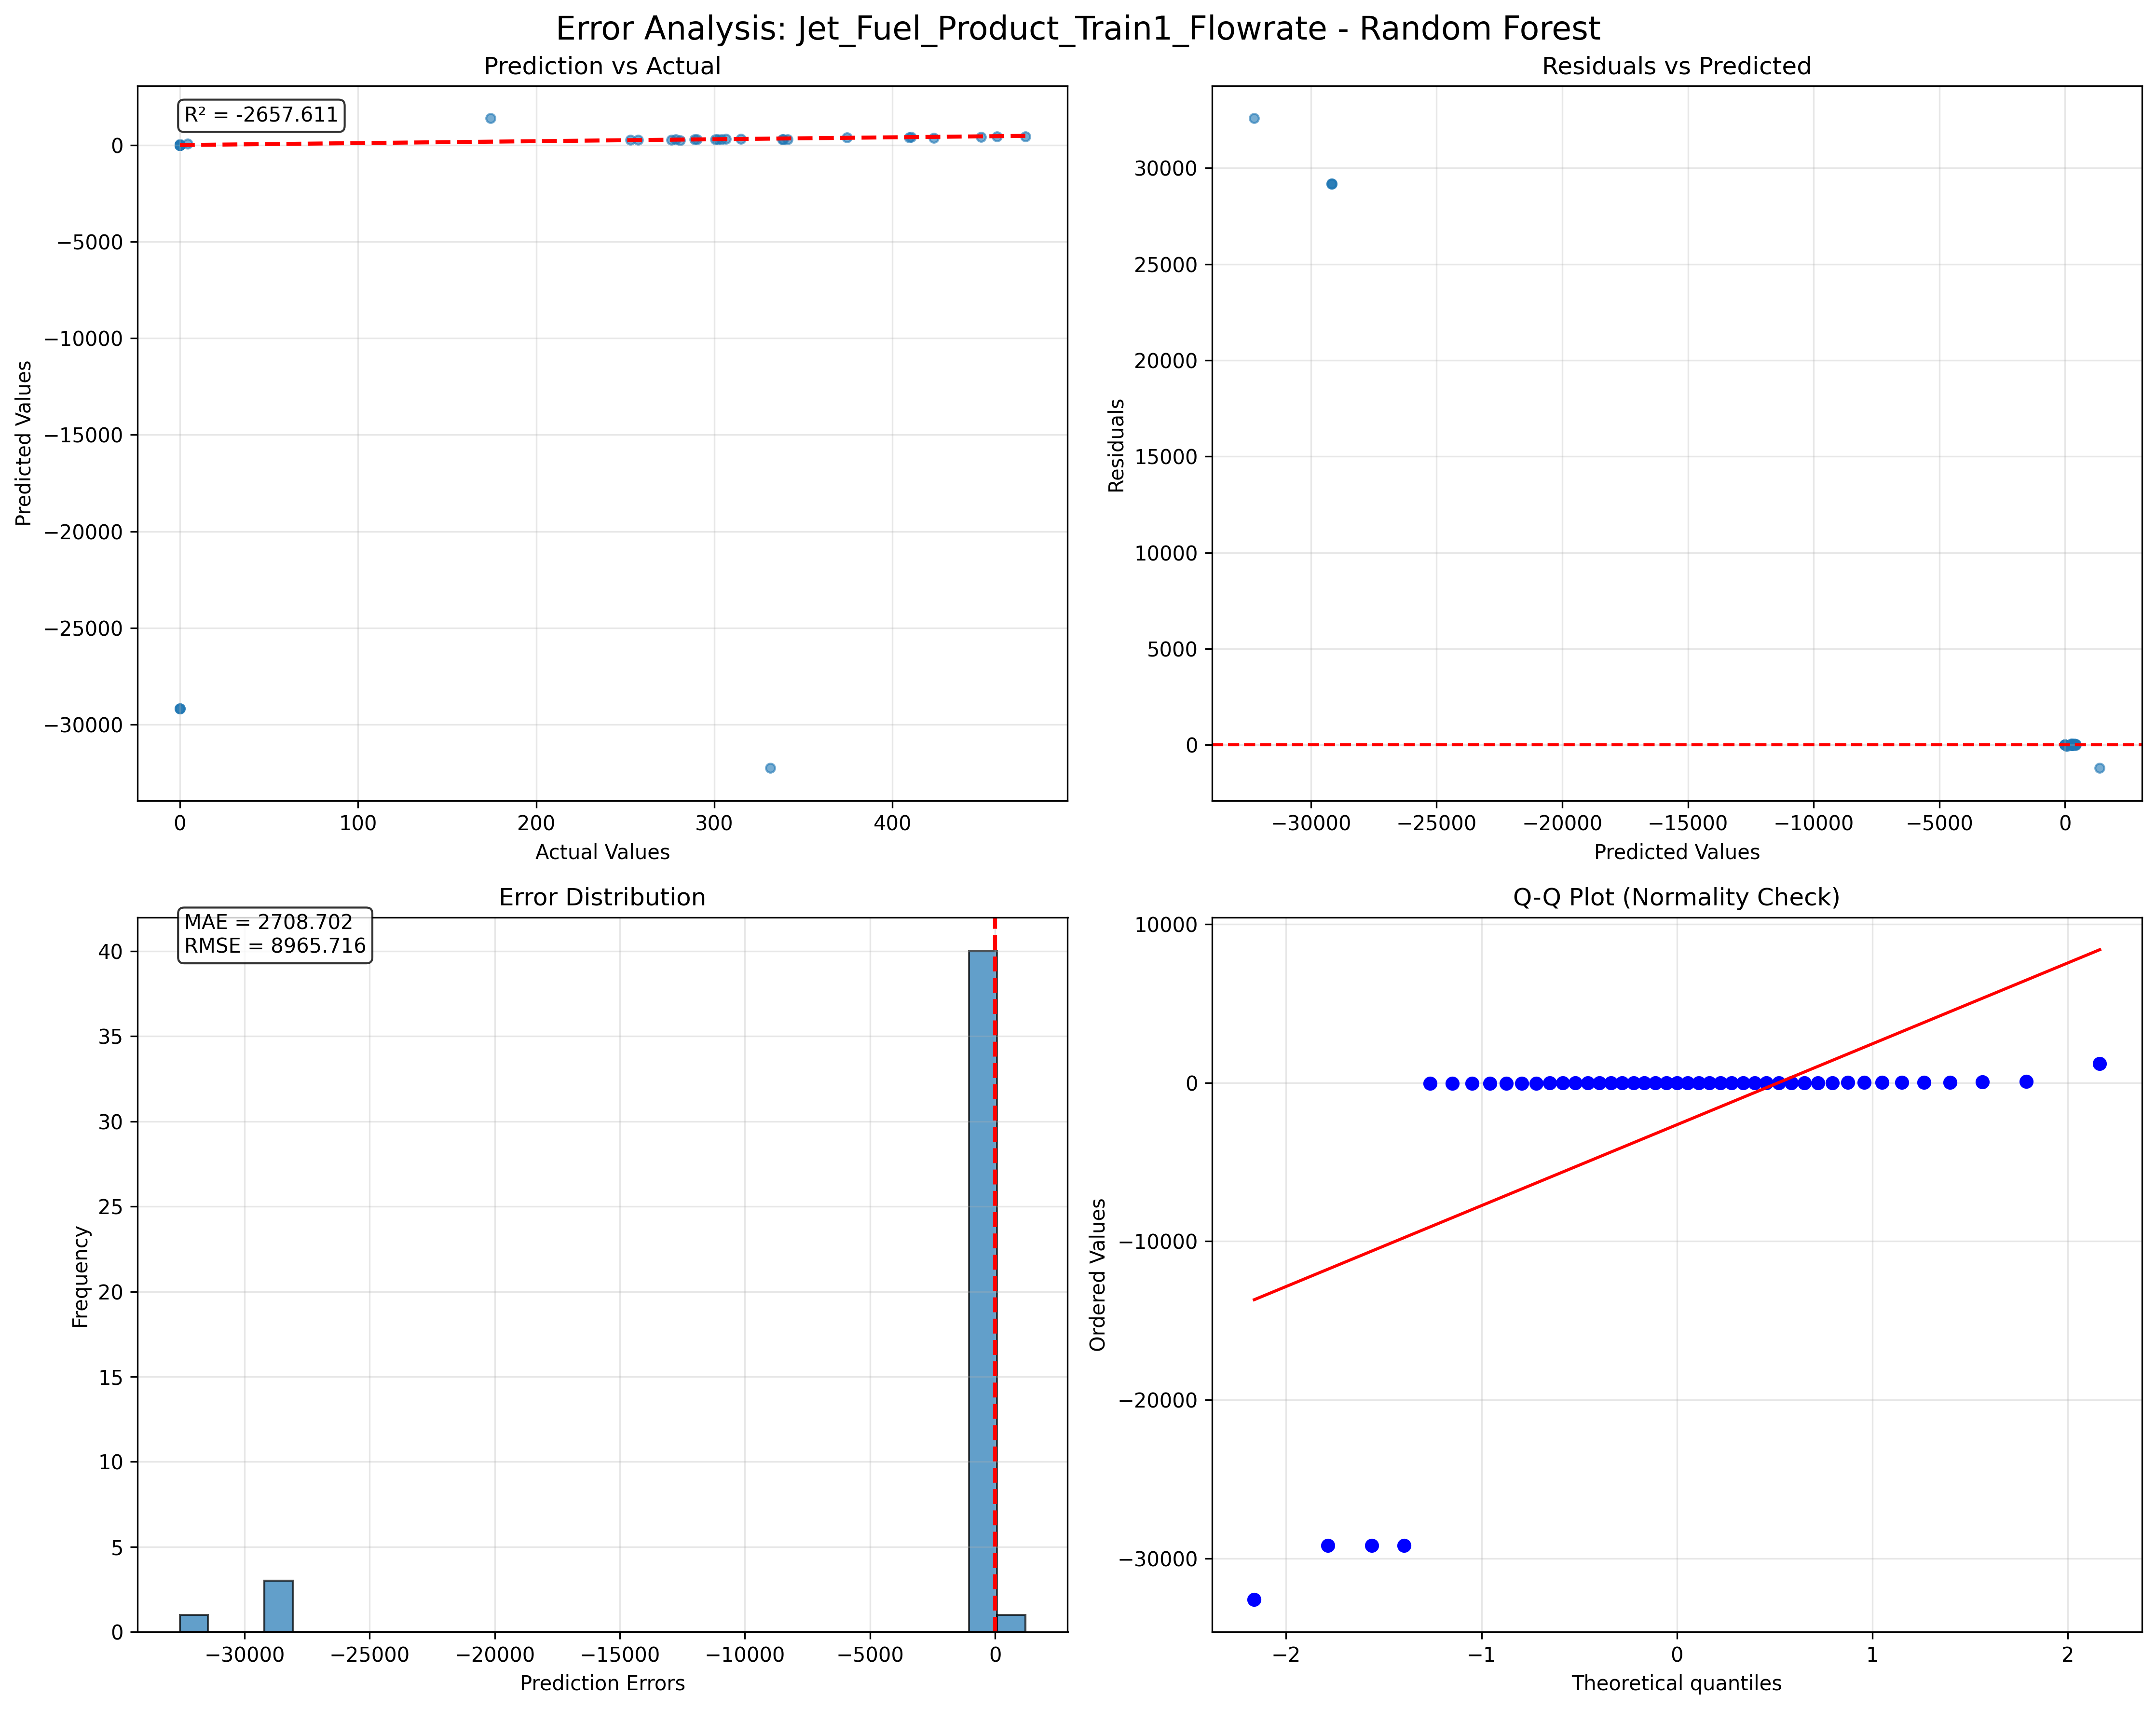 Error Analysis: Jet_Fuel_Product_Train1_Flowrate - Random Forest
Prediction vs Actual
R² = -2657.611
0
−5000
−10000
−15000
−20000
−25000
−30000
Predicted Values
0 100 200 300 400
Actual Values
Residuals vs Predicted
30000
25000
20000
15000
10000
5000
0
Residuals
−30000 −25000 −20000 −15000 −10000 −5000 0
Predicted Values
Error Distribution
MAE = 2708.702
RMSE = 8965.716
40
35
30
25
20
15
10
5
0
Frequency
−30000 −25000 −20000 −15000 −10000 −5000 0
Prediction Errors
Q-Q Plot (Normality Check)
10000
0
−10000
−20000
−30000
Ordered Values
−2 −1 0 1 2
Theoretical quantiles